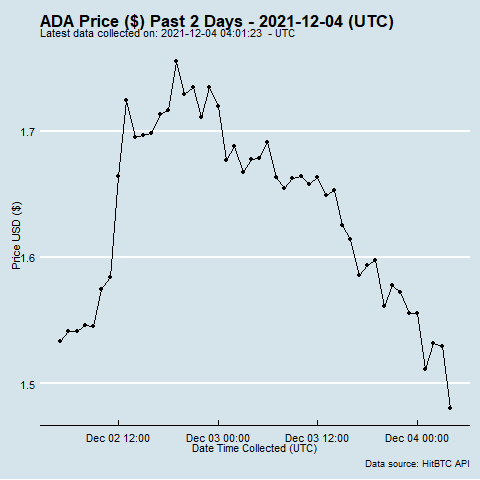 ADA Price ($) Past 2 Days - 2021-12-04 (UTC)
Latest data collected on: 2021-12-04 04:01:23  - UTC
1.7
1.6
1.5
Price USD ($)
Dec 02 12:00 Dec 03 00:00 Dec 03 12:00 Dec 04 00:00
Date Time Collected (UTC)
Data source: HitBTC API